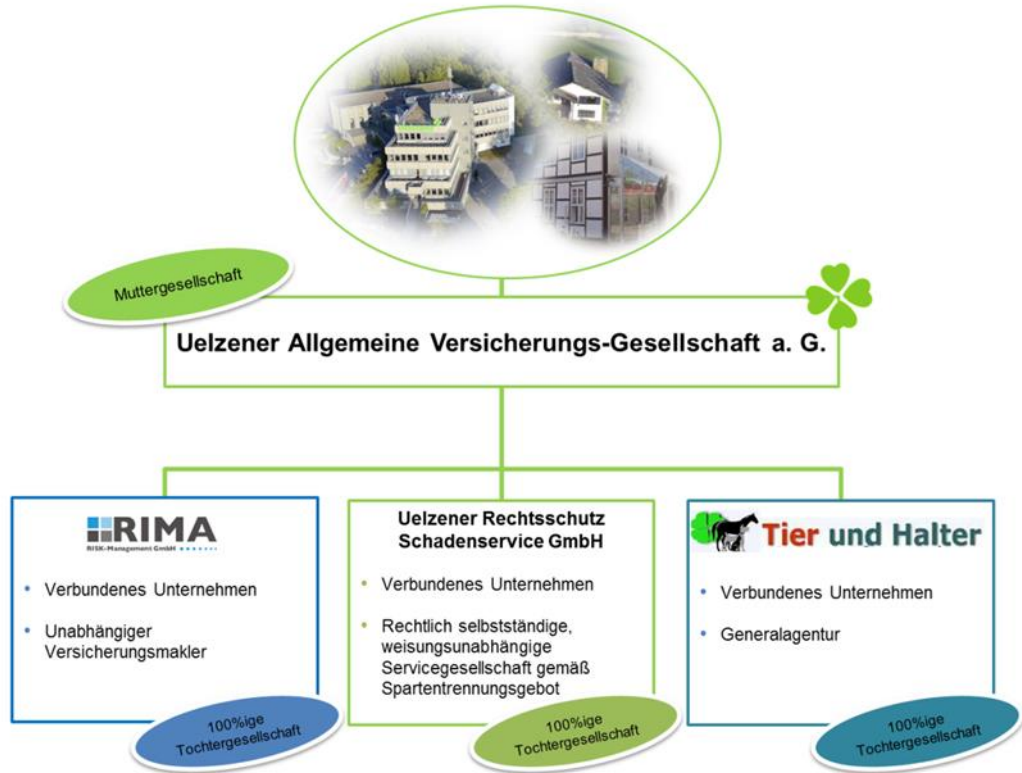 Muttergesellschaft
Uelzener Allgemeine Versicherungs-Gesellschaft a. G.
RIMA
RISK-Management GmbH
• Verbundenes Unternehmen
• Unabhängiger
Versicherungsmakler
100%ige
Tochtergesellschaft
Uelzener Rechtsschutz
Schadenservice GmbH
• Verbundenes Unternehmen
• Rechtlich selbstständige,
weisungsunabhängige
Servicegesellschaft gemäß
Spartentrennungsgebot
100%ige
Tochtergesellschaft
Tier und Halter
• Verbundenes Unternehmen
• Generalagentur
100%ige
Tochtergesellschaft